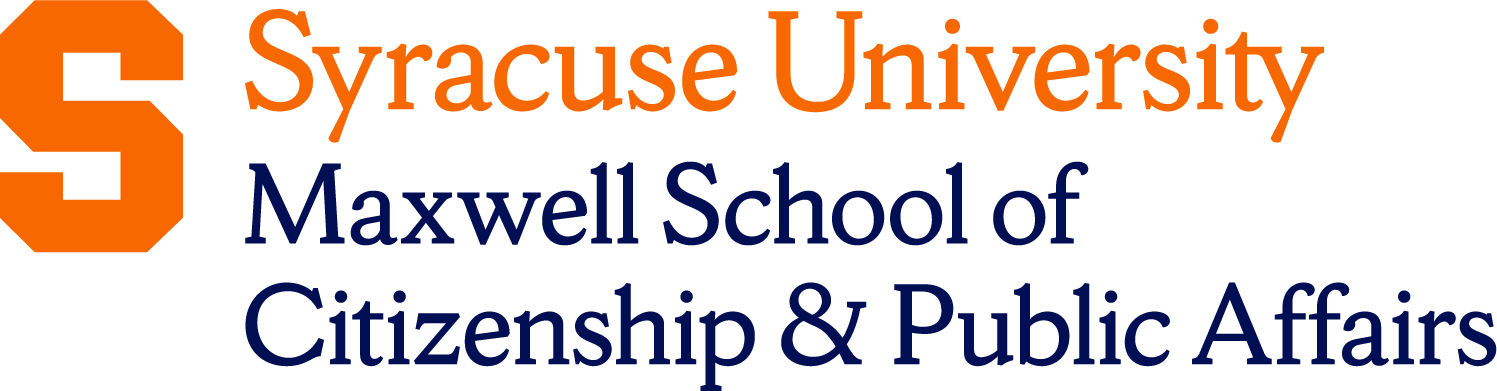 S
Syracuse University
Maxwell School of
Citizenship & Public Affairs